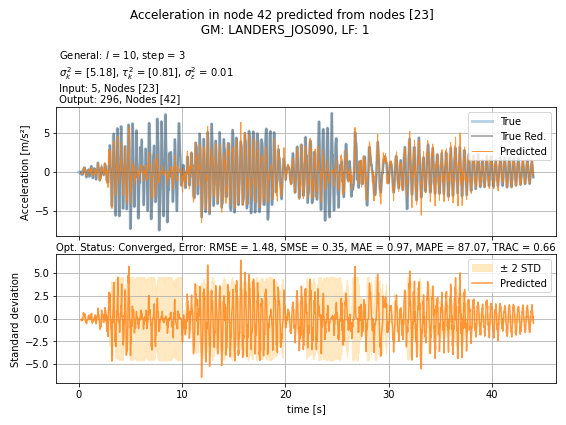 Acceleration in node 42 predicted from nodes [23]
GM: LANDERS_JOS090, LF: 1
General: l = 10, step = 3
σ²_k = [5.18], τ²_k = [0.81], σ²_ε = 0.01
Input: 5, Nodes [23]
Output: 296, Nodes [42]
Acceleration [m/s²]
5
0
−5
True
True Red.
Predicted
Opt. Status: Converged, Error: RMSE = 1.48, SMSE = 0.35, MAE = 0.97, MAPE = 87.07, TRAC = 0.66
Standard deviation
5.0
2.5
0.0
−2.5
−5.0
± 2 STD
Predicted
0 10 20 30 40
time [s]